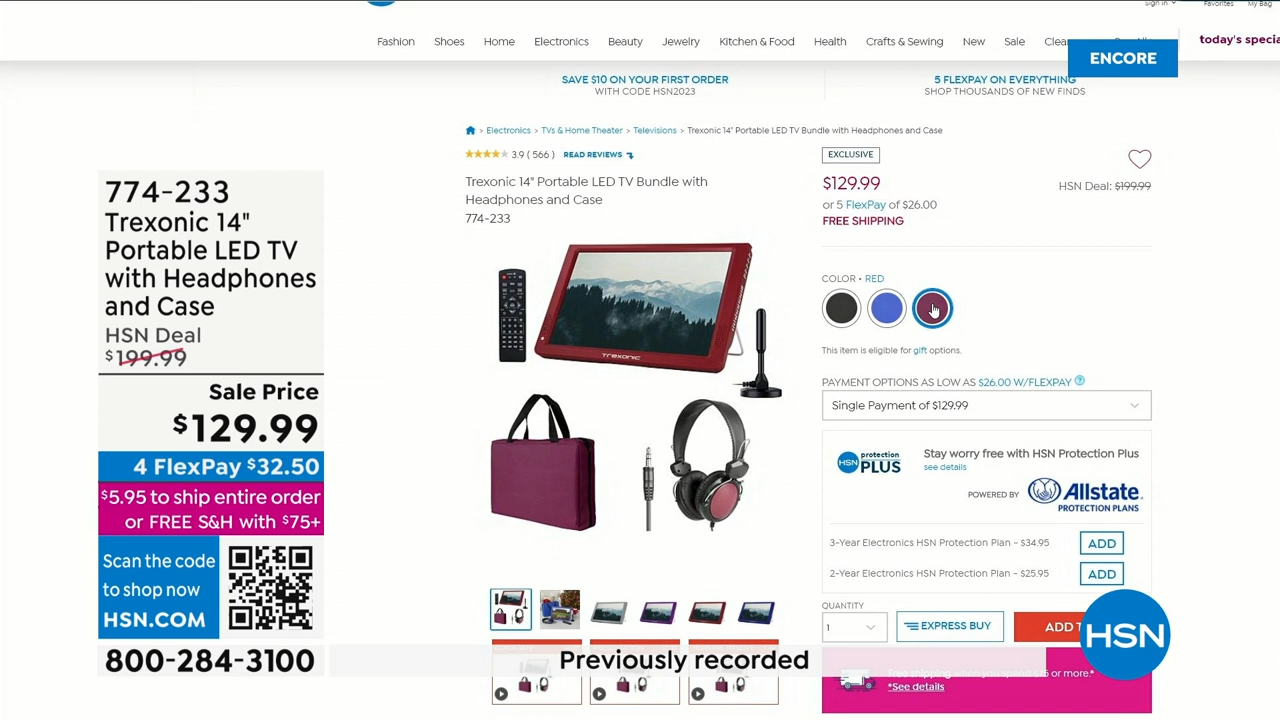 Sign In
Favorites
My Bag
Fashion Shoes Home Electronics Beauty Jewelry Kitchen & Food Health Crafts & Sewing New Sale
today's specia
ENCORE
SAVE $10 ON YOUR FIRST ORDER
WITH CODE HSN2023
5 FLEXPAY ON EVERYTHING
SHOP THOUSANDS OF NEW FINDS
> Electronics > TVs & Home Theater > Televisions > Trexonic 14" Portable LED TV Bundle with Headphones and Case
3.9 ( 566 ) READ REVIEWS
Trexonic 14" Portable LED TV Bundle with
Headphones and Case
774-233
TREXONIC
EXCLUSIVE
$129.99
HSN Deal: $199.99
or 5 FlexPay of $26.00
FREE SHIPPING
COLOR • RED
This item is eligible for gift options.
PAYMENT OPTIONS AS LOW AS $26.00 W/FLEXPAY ?
Single Payment of $129.99
HSN protection PLUS
Stay worry free with HSN Protection Plus
see details
POWERED BY Allstate.
PROTECTION PLANS
3-Year Electronics HSN Protection Plan - $34.95 ADD
2-Year Electronics HSN Protection Plan - $25.95 ADD
QUANTITY
1
EXPRESS BUY
ADD T
HSN
*See details
774-233
Trexonic 14"
Portable LED TV
with Headphones
and Case
HSN Deal
$199.99
Sale Price
$129.99
4 FlexPay $32.50
$5.95 to ship entire order
or FREE S&H with $75+
Scan the code
to shop now
HSN.COM
800-284-3100
Previously recorded